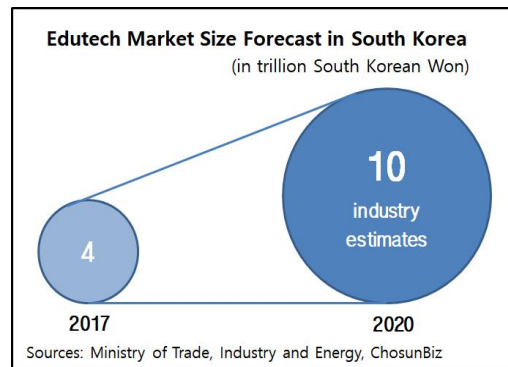 Edutech Market Size Forecast in South Korea
(in trillion South Korean Won)
10
industry
estimates
4
2017
2020
Sources: Ministry of Trade, Industry and Energy, ChosunBiz